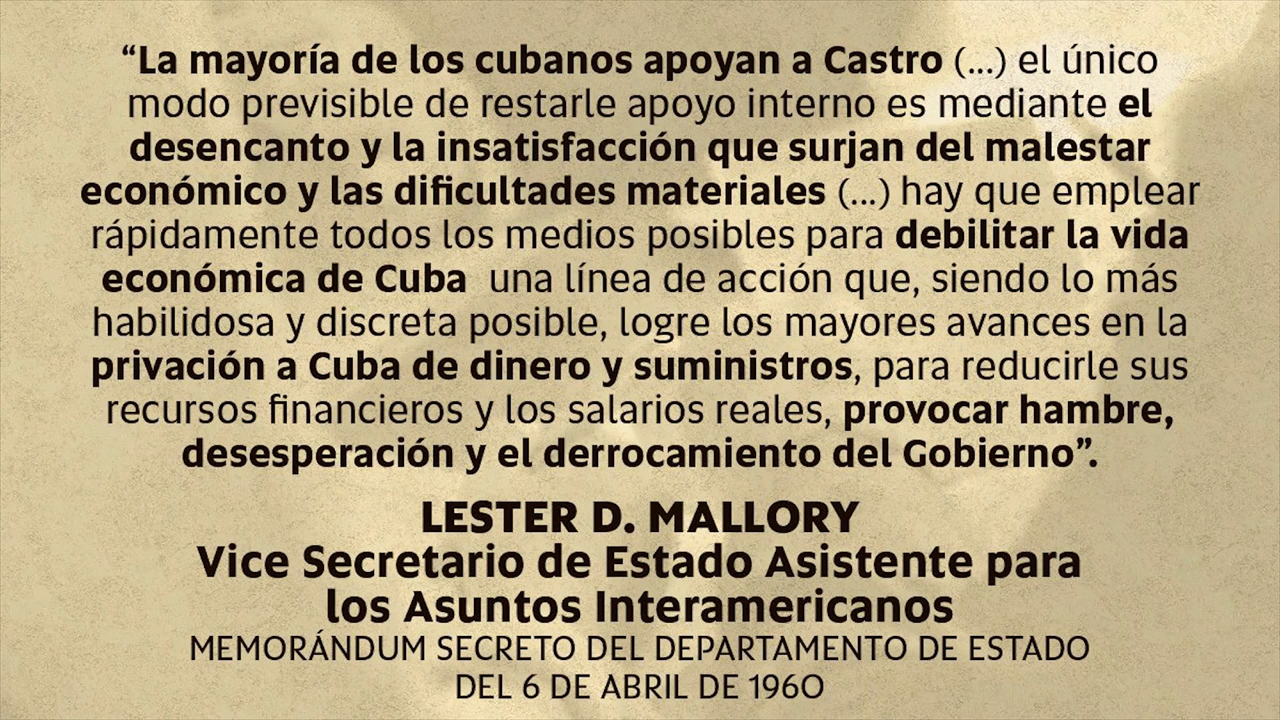 “La mayoría de los cubanos apoyan a Castro (...) el único
modo previsible de restarle apoyo interno es mediante el
desencanto y la insatisfacción que surjan del malestar
económico y las dificultades materiales (...) hay que emplear
rápidamente todos los medios posibles para debilitar la vida
económica de Cuba  una línea de acción que, siendo lo más
habilidosa y discreta posible, logre los mayores avances en la
privación a Cuba de dinero y suministros, para reducirle sus
recursos financieros y los salarios reales, provocar hambre,
desesperación y el derrocamiento del Gobierno”.
LESTER D. MALLORY
Vice Secretario de Estado Asistente para
los Asuntos Interamericanos
MEMORÁNDUM SECRETO DEL DEPARTAMENTO DE ESTADO
DEL 6 DE ABRIL DE 1960